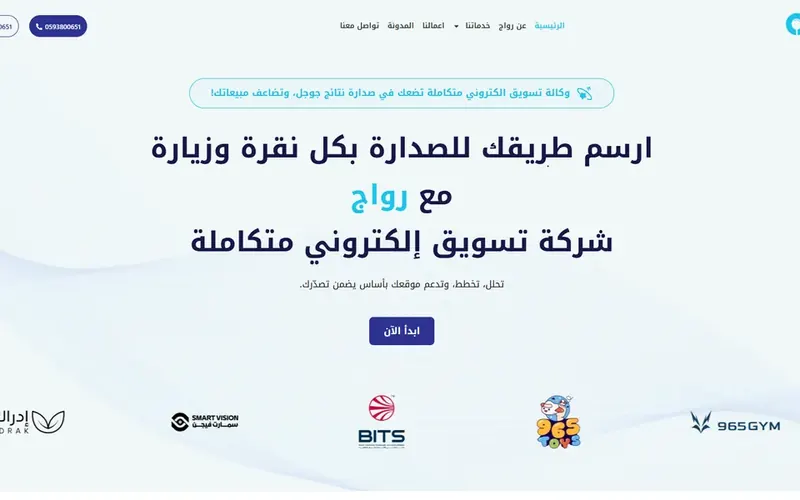 الرئيسية
عن رواج
خدماتنا
اعمالنا
المدونة
تواصل معنا
0593800651
0651
وكالة تسويق الكتروني متكاملة تضعك في صدارة نتائج جوجل، وتضاعف مبيعاتك!
ارسم طريقك للصدارة بكل نقرة وزيارة
مع رواج
شركة تسويق إلكتروني متكاملة
تحلل، تخطط، وتدعم موقعك بأساس يضمن تصدّرك.
ابدأ الآن
965GYM
965
TOYS
BITS
SMART VISION
سمارت فيجن
إدرا
DRAK